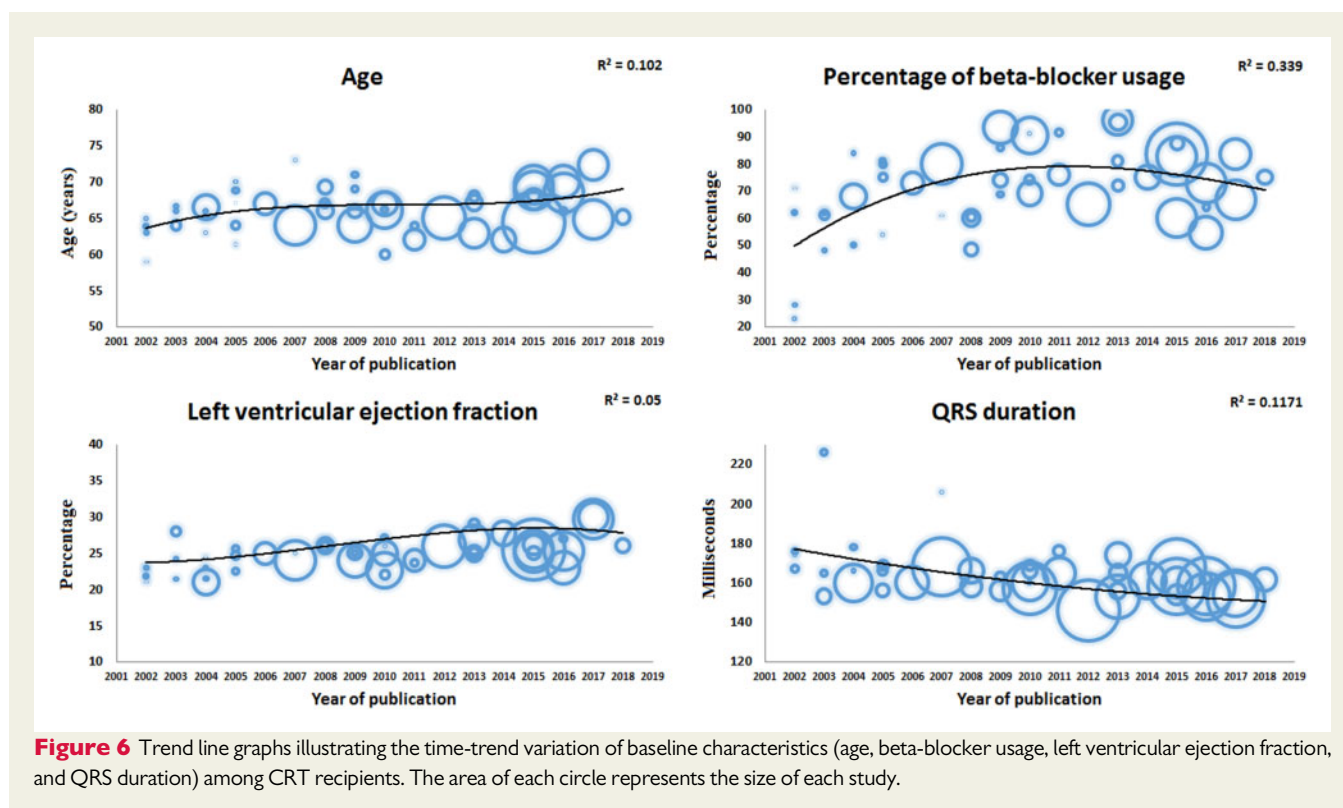 Age
R² = 0.102
80
75
70
65
60
55
50
Age (years)
2001 2002 2003 2004 2005 2006 2007 2008 2009 2010 2011 2012 2013 2014 2015 2016 2017 2018 2019
Year of publication
Percentage of beta-blocker usage
R² = 0.339
100
90
80
70
60
50
40
30
20
Percentage
2001 2002 2003 2004 2005 2006 2007 2008 2009 2010 2011 2012 2013 2014 2015 2016 2017 2018 2019
Year of publication
Left ventricular ejection fraction
R² = 0.05
40
35
30
25
20
15
10
Percentage
2001 2002 2003 2004 2005 2006 2007 2008 2009 2010 2011 2012 2013 2014 2015 2016 2017 2018 2019
Year of publication
QRS duration
R² = 0.1171
220
200
180
160
140
120
Milliseconds
2001 2002 2003 2004 2005 2006 2007 2008 2009 2010 2011 2012 2013 2014 2015 2016 2017 2018 2019
Year of publication
Figure 6 Trend line graphs illustrating the time-trend variation of baseline characteristics (age, beta-blocker usage, left ventricular ejection fraction,
and QRS duration) among CRT recipients. The area of each circle represents the size of each study.